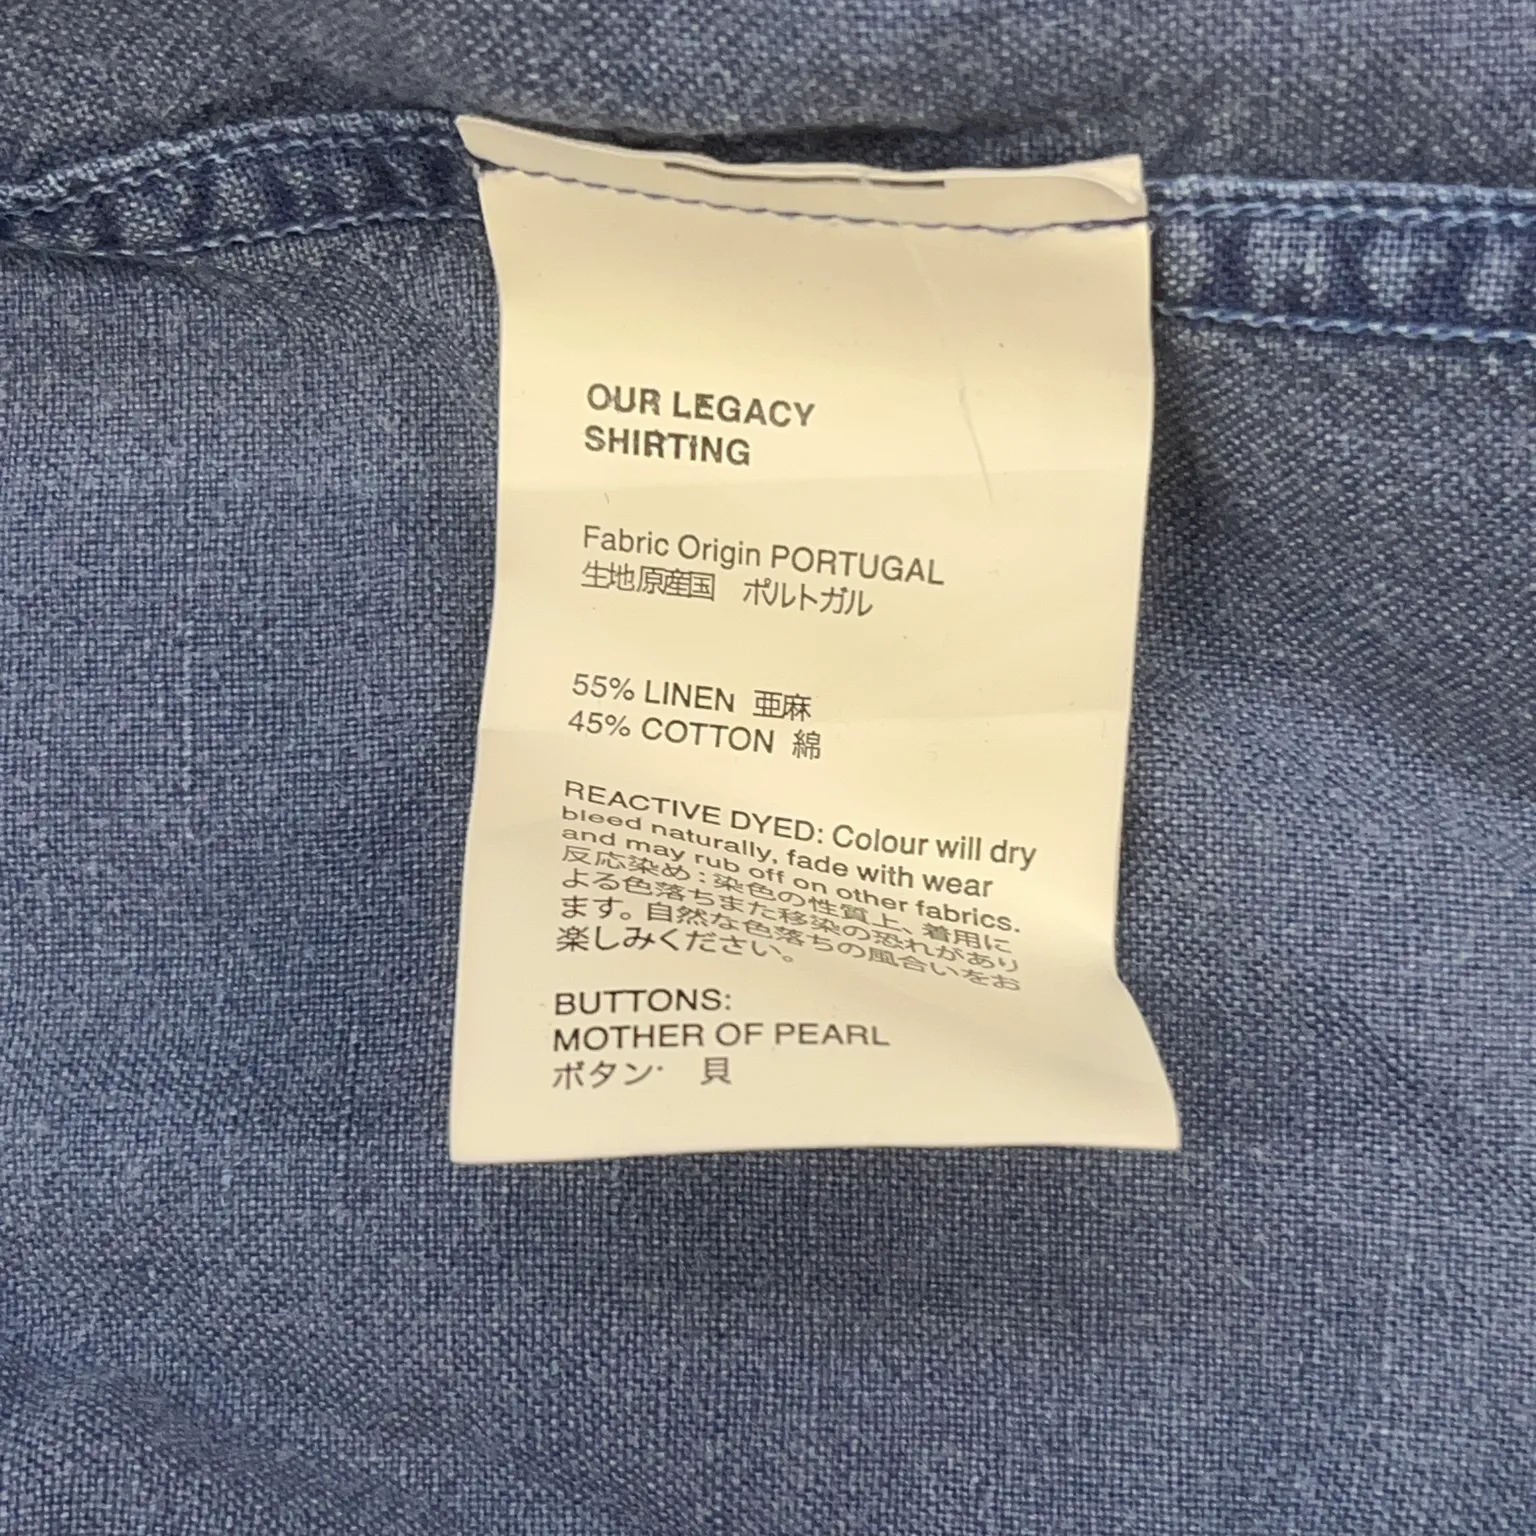 OUR LEGACY
SHIRTING
Fabric Origin PORTUGAL
生地原産国 ポルトガル
55% LINEN 亜麻
45% COTTON 綿
REACTIVE DYED: Colour will dry
bleed naturally, fade with wear
and may rub off on other fabrics.
反応染め：染色の性質上、着用に
よる色落ちまた移染の恐れがあり
ます。自然な色落ちの風合いをお
楽しみください。
BUTTONS:
MOTHER OF PEARL
ボタン･ 貝